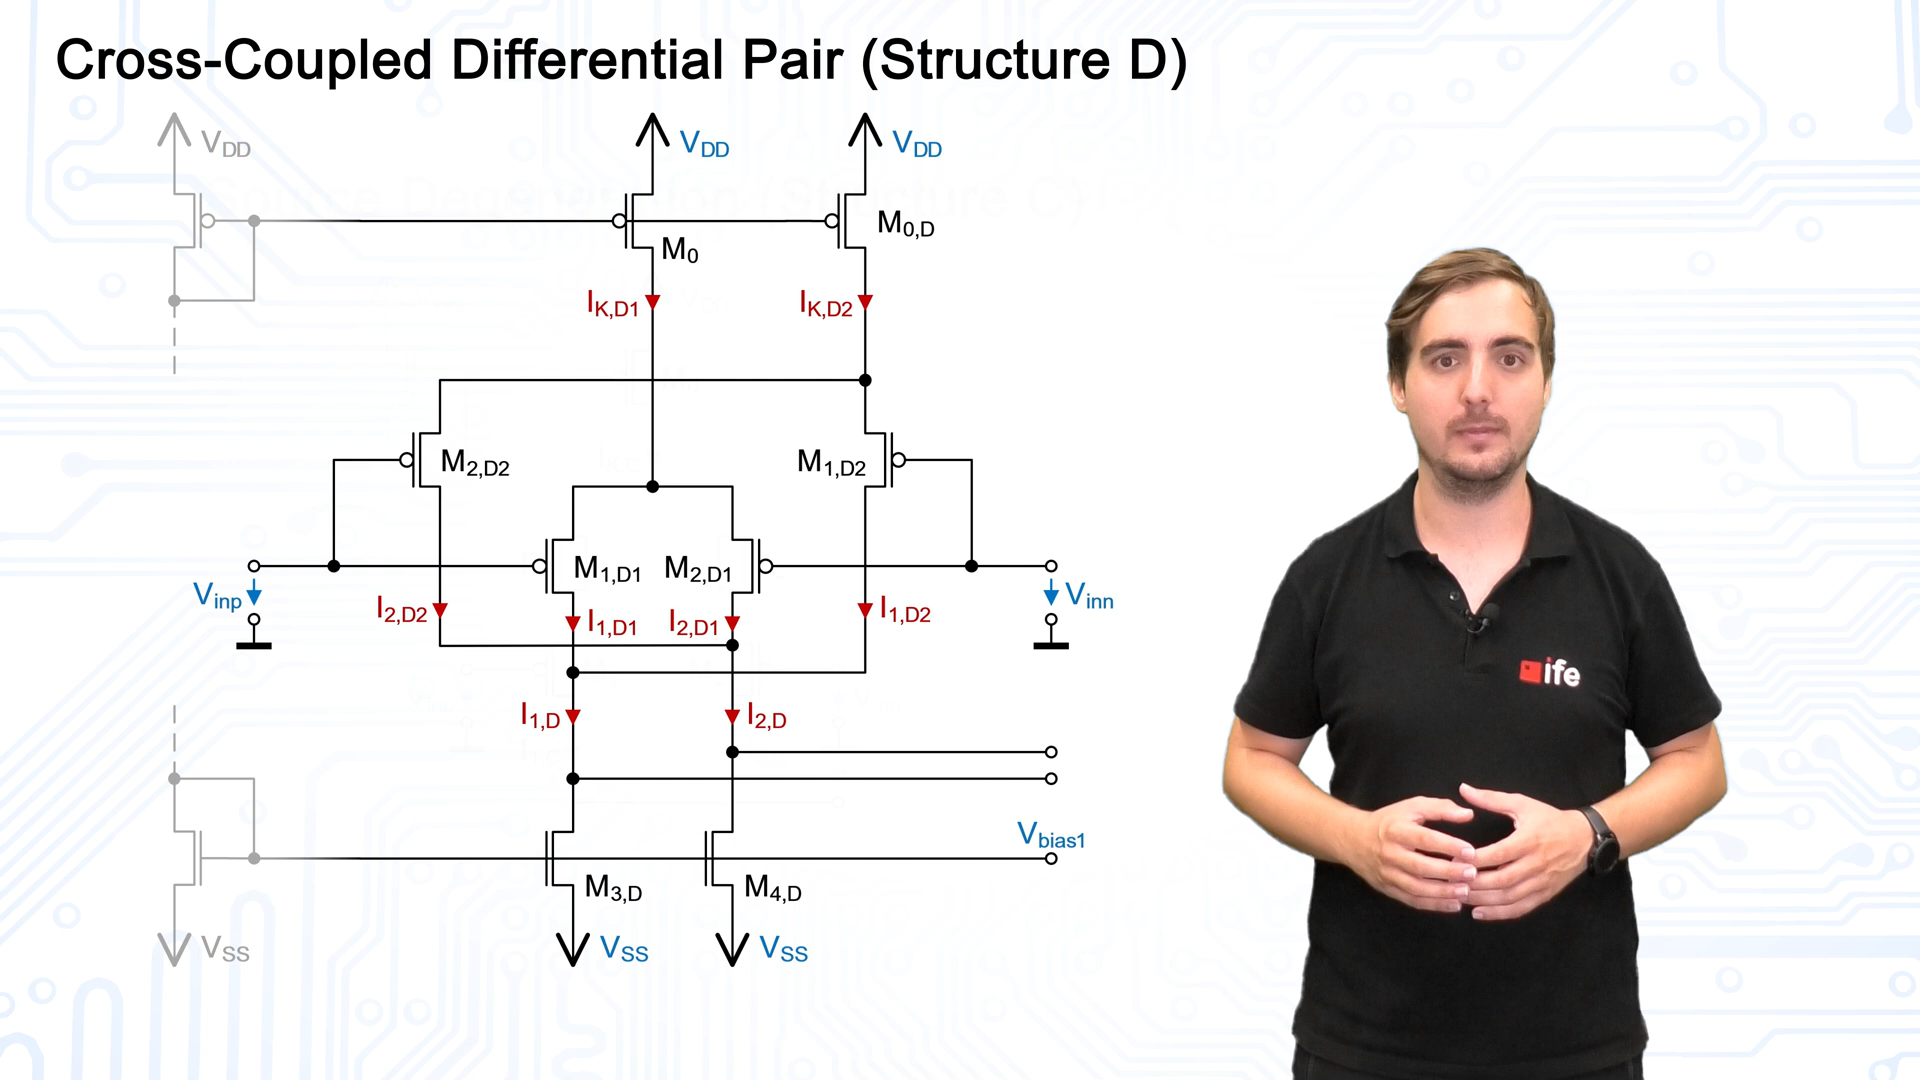 Cross-Coupled Differential Pair (Structure D)
VDD
VDD
VDD
M0
M0,D
IK,D1
IK,D2
M2,D2
M1,D2
M1,D1
M2,D1
Vinp
Vinn
I2,D2
I1,D1
I2,D1
I1,D2
I1,D
I2,D
Vbias1
M3,D
M4,D
VSS
VSS
VSS
ife